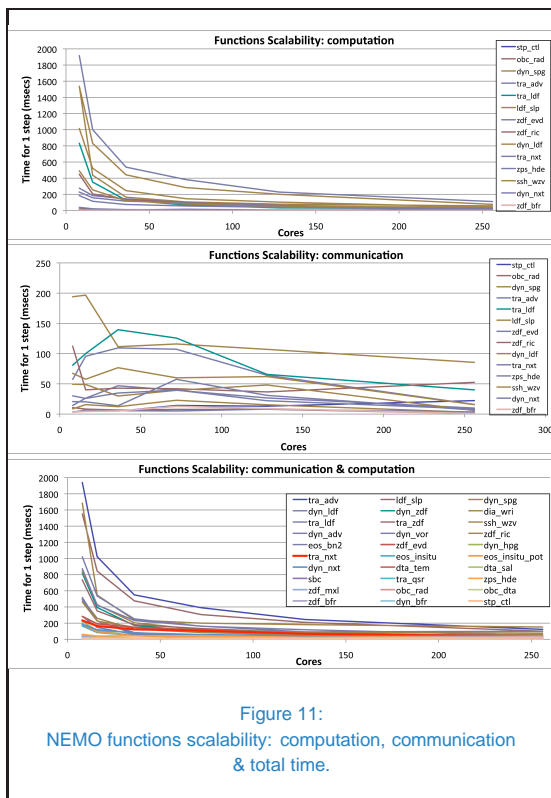 Functions Scalability: computation
Time for 1 step (msecs)
2000
1800
1600
1400
1200
1000
800
600
400
200
0
0
50
100
150
200
250
Cores
stp_ctl
obc_rad
dyn_spg
tra_adv
tra_ldf
ldf_slp
zdf_evd
zdf_ric
dyn_ldf
tra_nxt
zps_hde
ssh_wzv
dyn_nxt
zdf_bfr
Functions Scalability: communication
Time for 1 step (msecs)
250
200
150
100
50
0
0
50
100
150
200
250
300
Cores
stp_ctl
obc_rad
dyn_spg
tra_adv
tra_ldf
ldf_slp
zdf_evd
zdf_ric
dyn_ldf
tra_nxt
zps_hde
ssh_wzv
dyn_nxt
zdf_bfr
Functions Scalability: communication & computation
Time for 1 step (msecs)
2000
1800
1600
1400
1200
1000
800
600
400
200
0
0
50
100
150
200
250
Cores
tra_adv ldf_slp dyn_spg
dyn_ldf dyn_zdf dia_wri
tra_ldf tra_zdf ssh_wzv
dyn_adv dyn_vor zdf_ric
eos_bn2 zdf_evd dyn_hpg
tra_nxt eos_insitu eos_insitu_pot
dyn_nxt dta_tem dta_sal
sbc tra_qsr zps_hde
zdf_mxl obc_rad obc_dta
zdf_bfr dyn_bfr stp_ctl
Figure 11:
NEMO functions scalability: computation, communication
& total time.